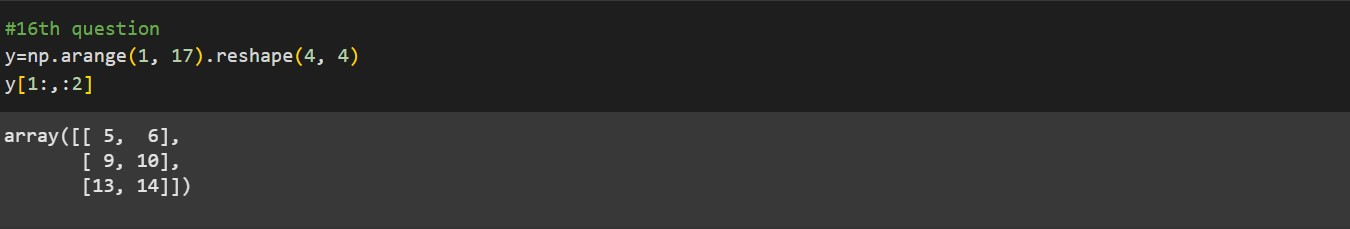 #16th question
y=np.arange(1, 17).reshape(4, 4)
y[1:,:2]
array([[ 5,  6],
       [ 9, 10],
       [13, 14]])